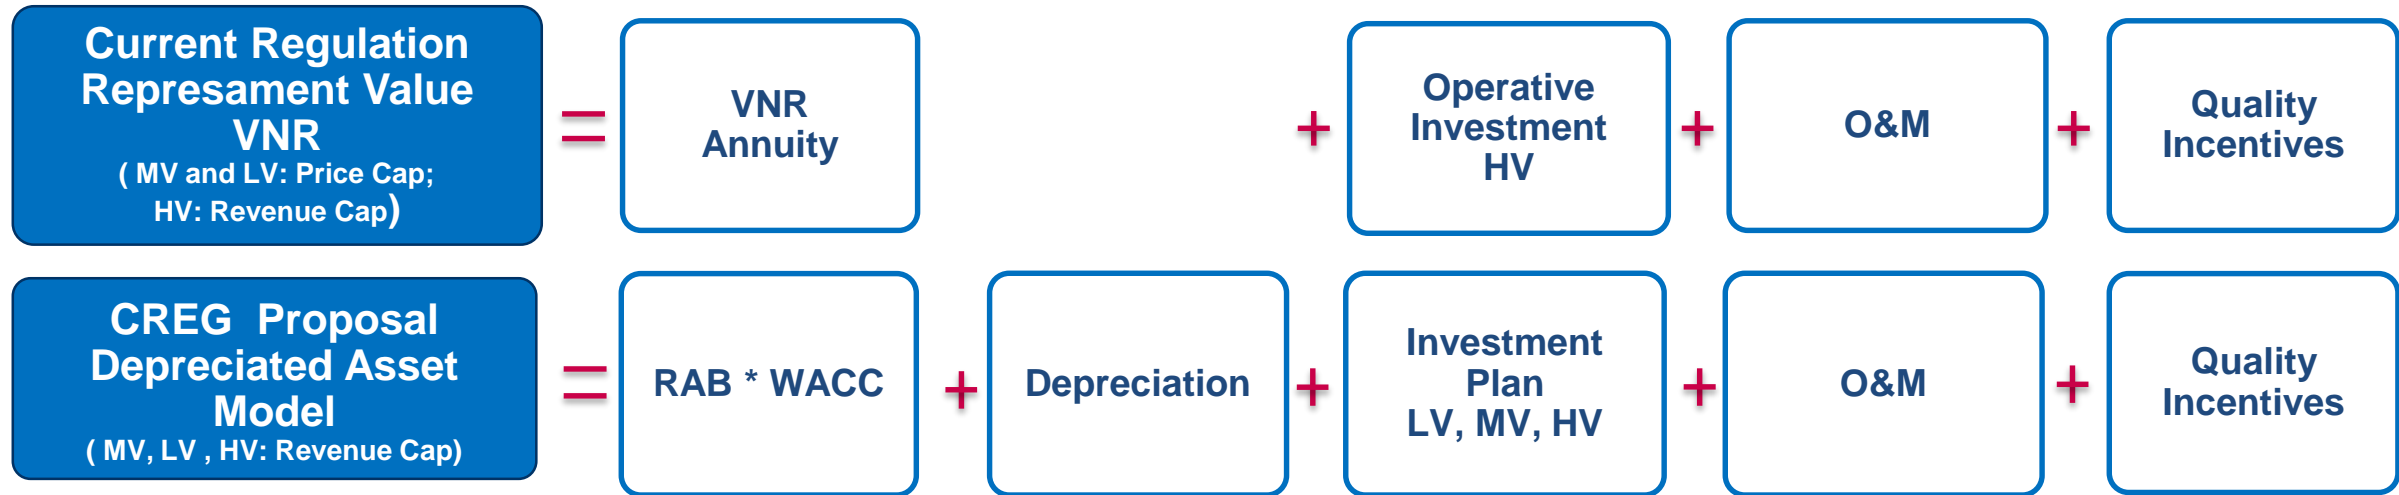 Current Regulation
Represament Value
VNR
( MV and LV: Price Cap;
HV: Revenue Cap)
=
VNR
Annuity
+
Operative
Investment
HV
+
O&M
+
Quality
Incentives
CREG Proposal
Depreciated Asset
Model
( MV, LV , HV: Revenue Cap)
=
RAB * WACC
+
Depreciation
+
Investment
Plan
LV, MV, HV
+
O&M
+
Quality
Incentives